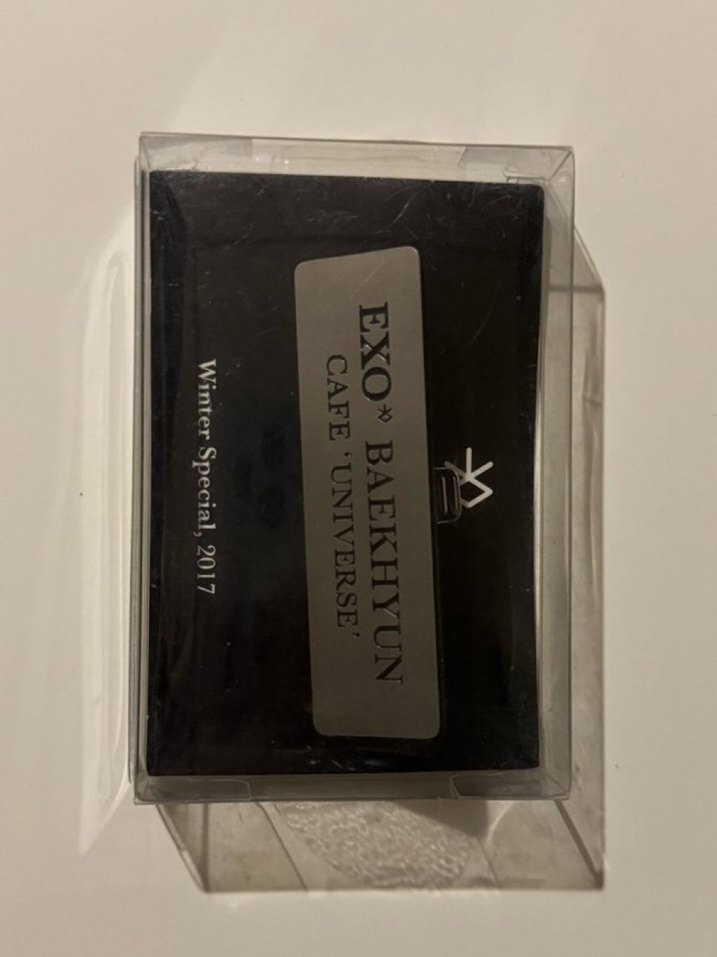 EXO* BAEKHYUN
CAFE ‘UNIVERSE’
Winter Special, 2017